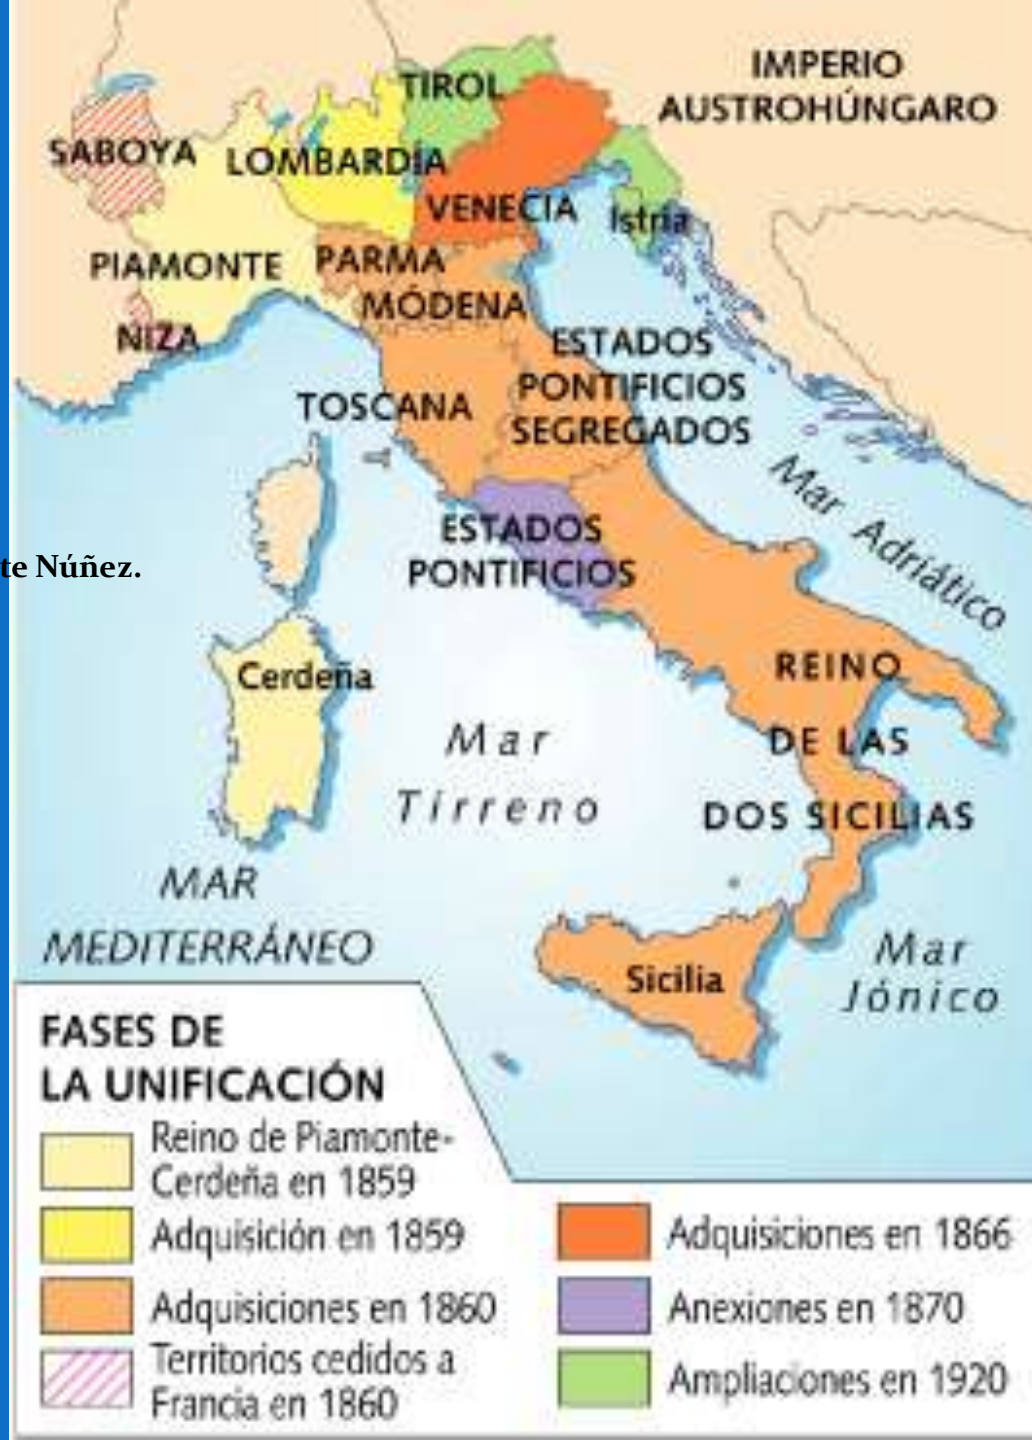 IMPERIO
AUSTROHÚNGARO
TIROL
SABOYA
LOMBARDÍA
VENECIA
Istria
PIAMONTE
PARMA
MÓDENA
NIZA
ESTADOS
PONTIFICIOS
SEGREGADOS
TOSCANA
Mar Adriático
ESTADOS
PONTIFICIOS
te Núñez.
Cerdeña
REINO
DE LAS
DOS SICILIAS
Mar
Tirreno
MAR
MEDITERRÁNEO
Sicilia
Mar
Jónico
FASES DE
LA UNIFICACIÓN
Reino de Piamonte-
Cerdeña en 1859
Adquisición en 1859
Adquisiciones en 1860
Territorios cedidos a
Francia en 1860
Adquisiciones en 1866
Anexiones en 1870
Ampliaciones en 1920